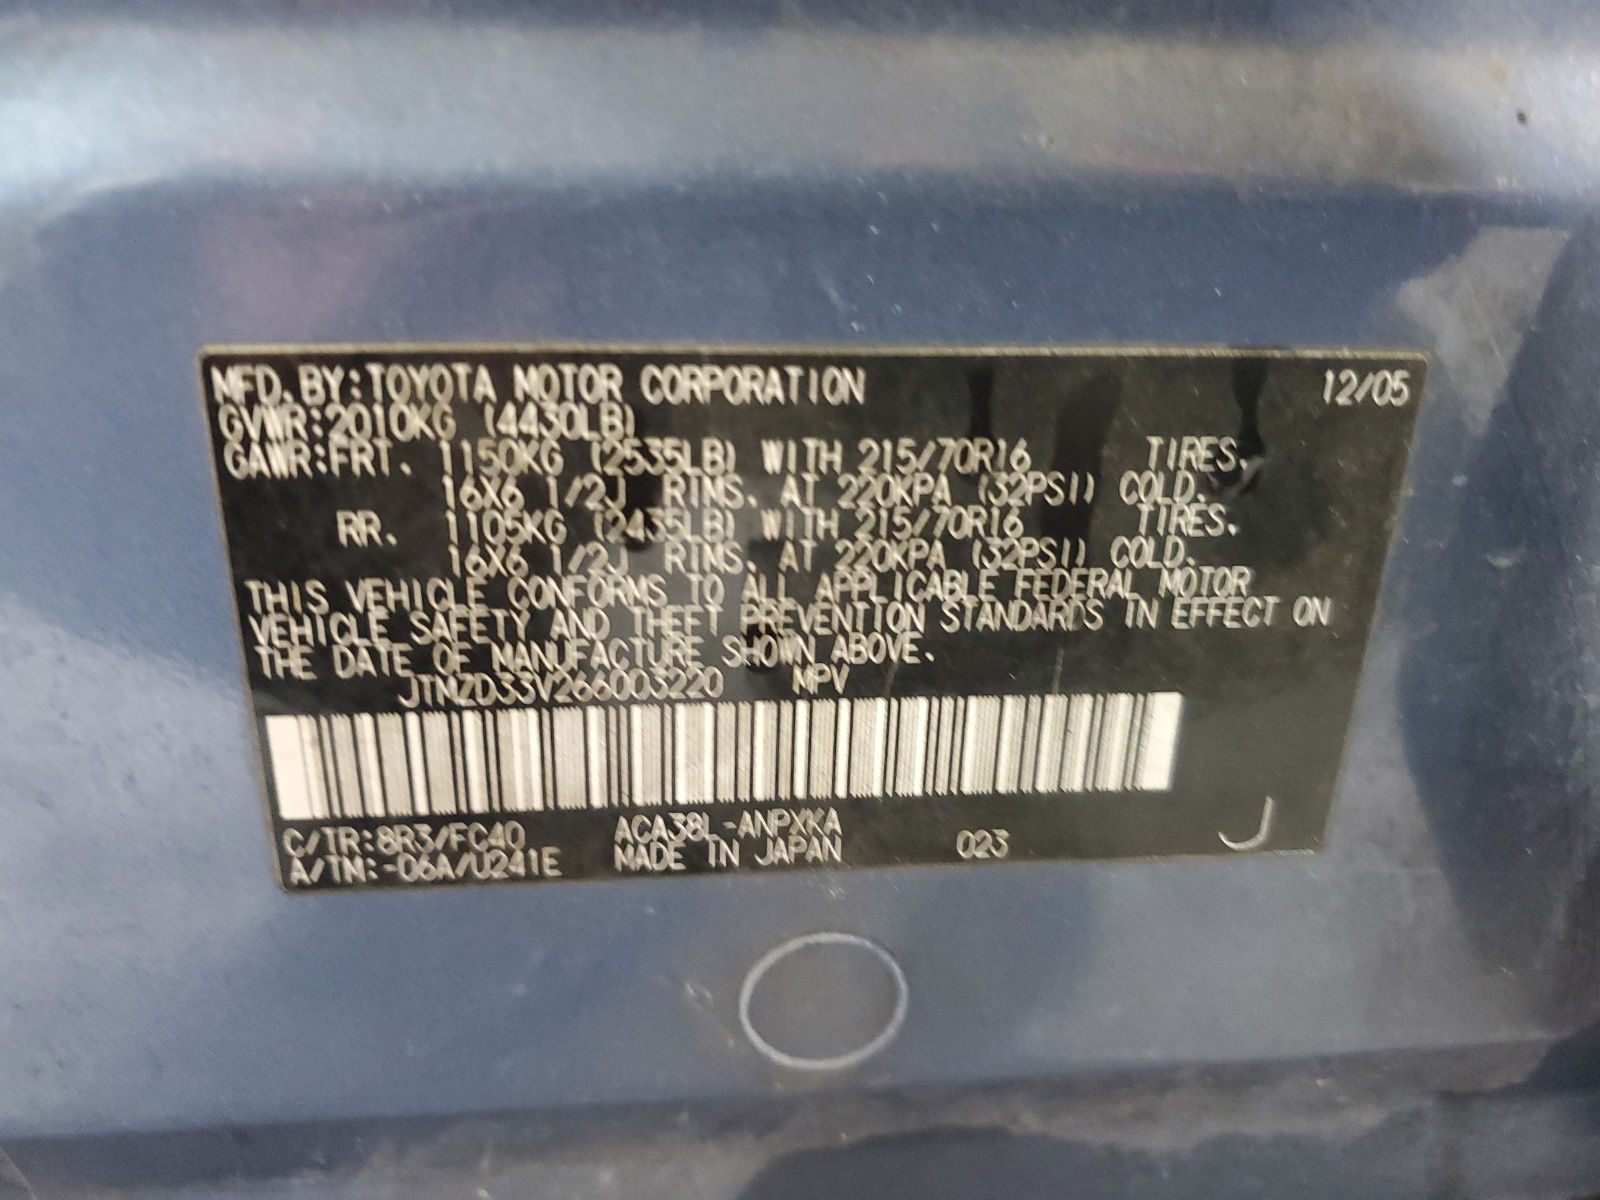 MFD.BY:TOYOTA MOTOR CORPORATION 12/05
GVWR:2010KG (4430LB)
GAWR:FRT. 1150KG (2535LB) WITH 215/70R16 TIRES,
16X6 1/2J RIMS, AT 220KPA (32PSI) COLD.
RR. 1105KG (2435LB) WITH 215/70R16 TIRES,
16X6 1/2J RIMS, AT 220KPA (32PSI) COLD.
THIS VEHICLE CONFORMS TO ALL APPLICABLE FEDERAL MOTOR
VEHICLE SAFETY AND THEFT PREVENTION STANDARDS IN EFFECT ON
THE DATE OF MANUFACTURE SHOWN ABOVE.
JTMZD33V266003220 MPV
C/TR:8R3/FC40 ACA38L-ANPXKA
A/TM:-06A/U241E MADE IN JAPAN 023 J